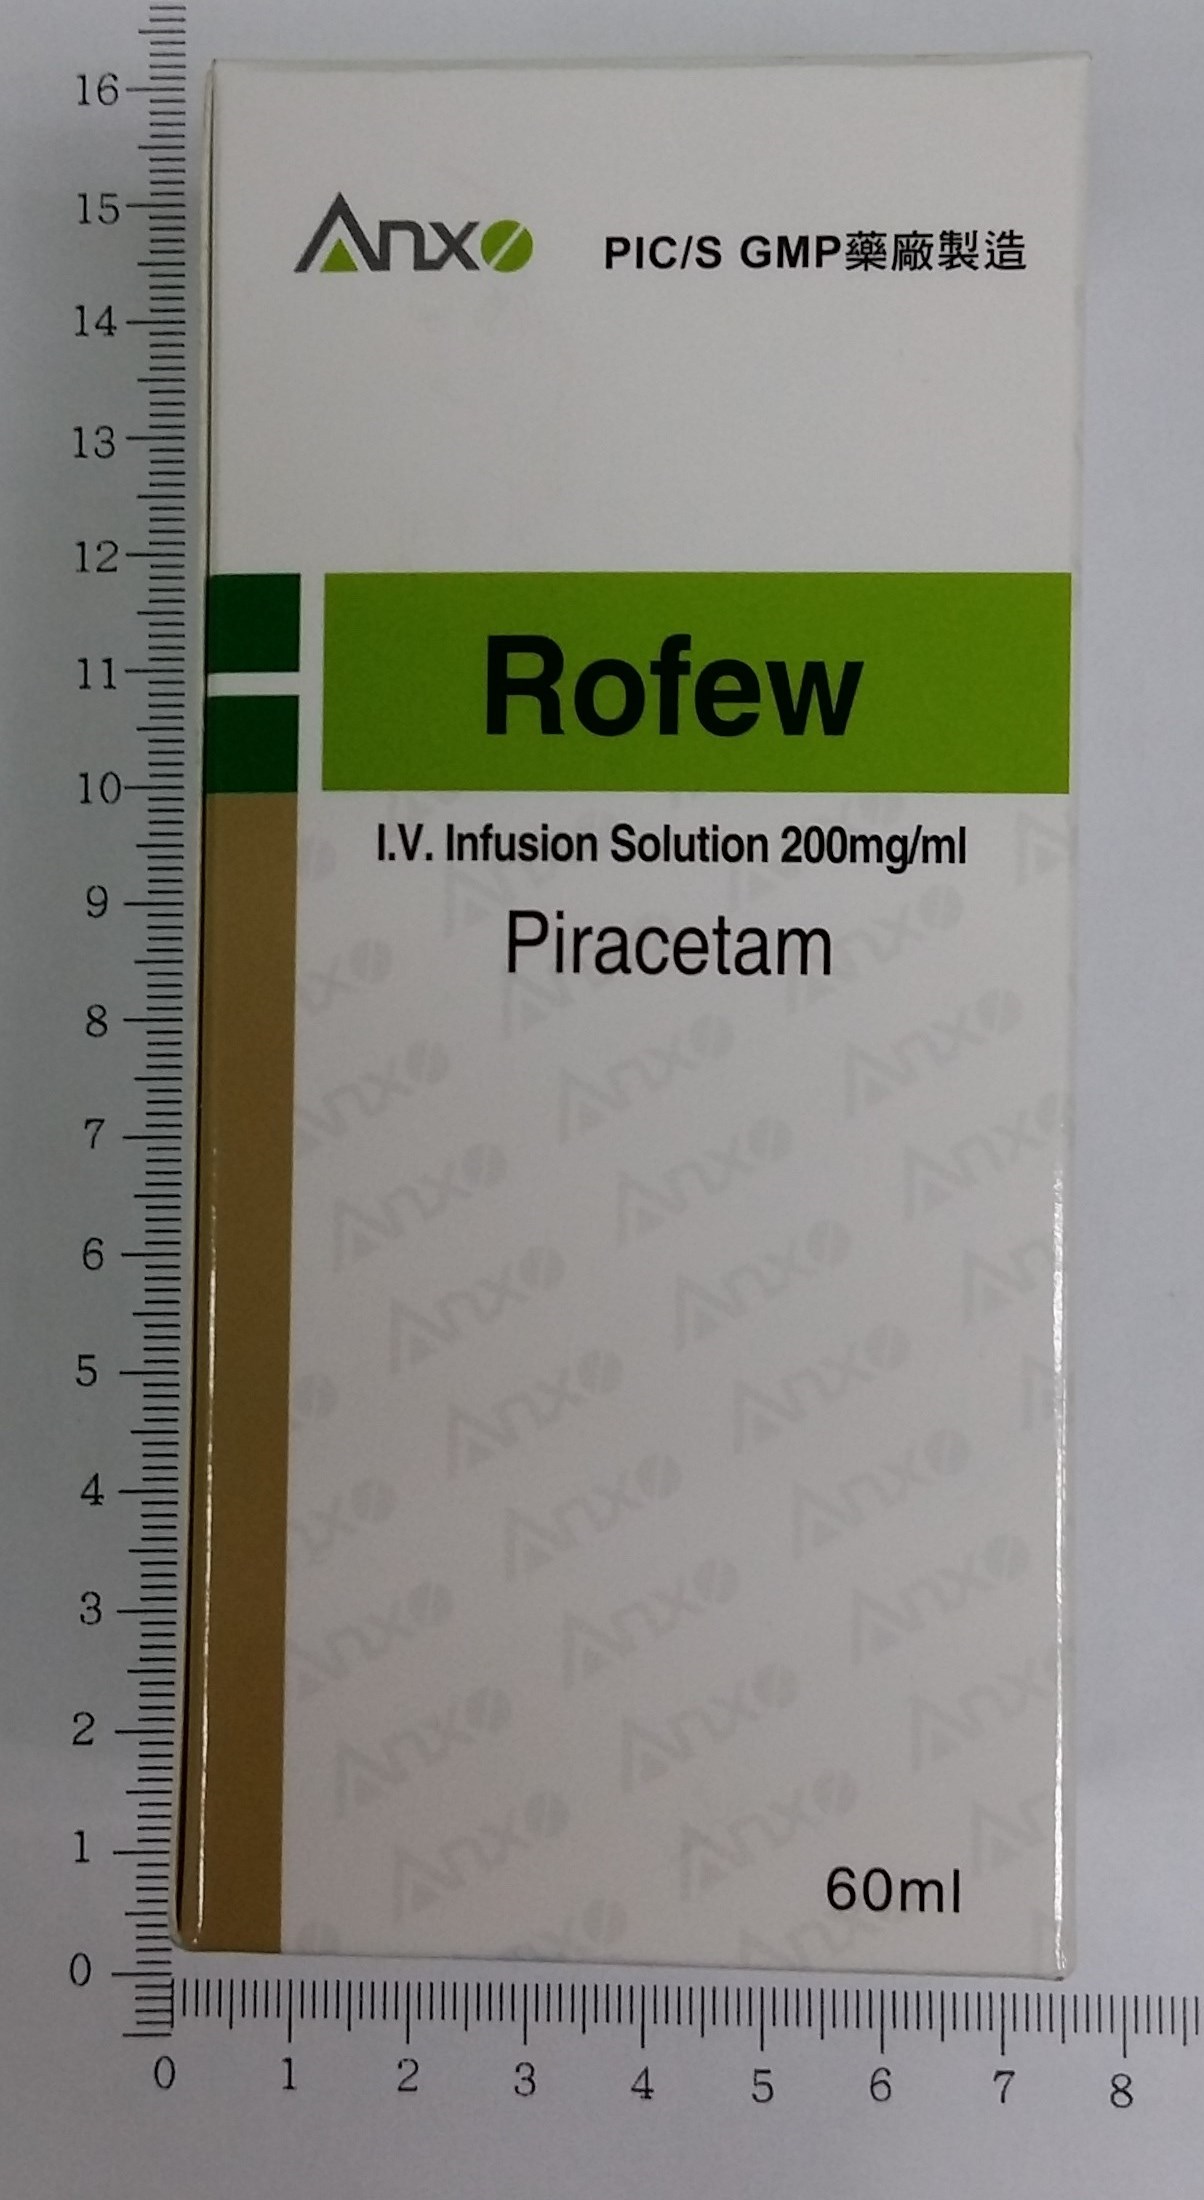 Anxo PIC/S GMP藥廠製造
Rofew
I.V. Infusion Solution 200mg/ml
Piracetam
60ml
16
15
14
13
12
11
10
9
8
7
6
5
4
3
2
1
0
0 1 2 3 4 5 6 7 8